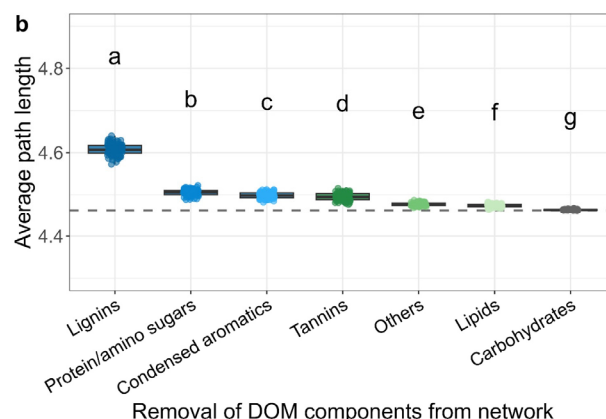 b
a
b
c
d
e
f
g
Average path length
4.8
4.6
4.4
Lignins
Protein/amino sugars
Condensed aromatics
Tannins
Others
Lipids
Carbohydrates
Removal of DOM components from network